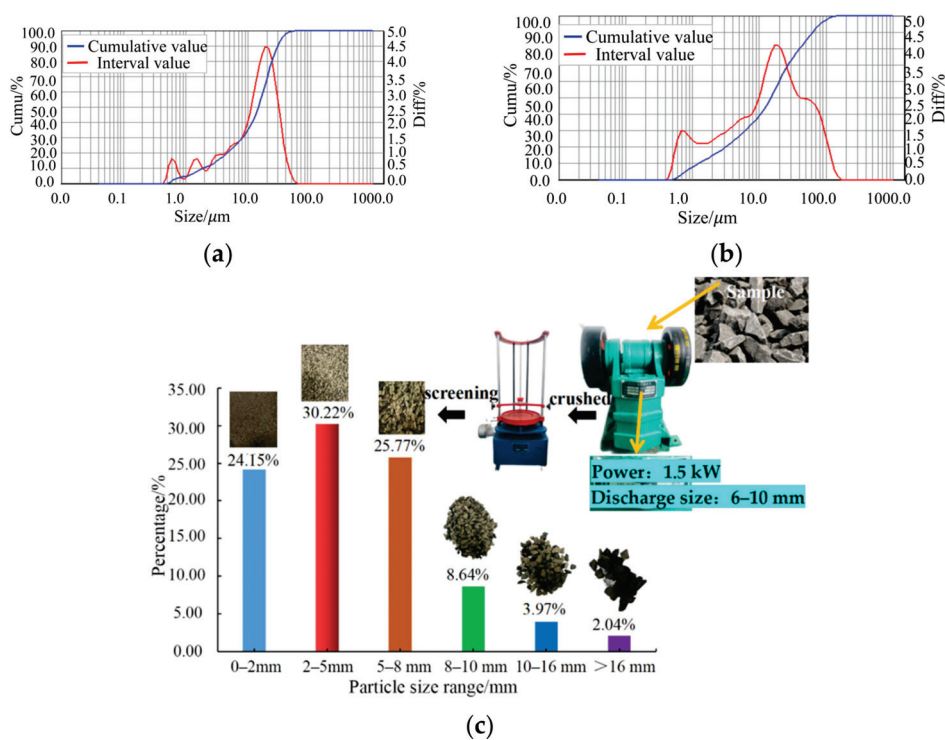 100.0
90.0
80.0
70.0
60.0
50.0
40.0
30.0
20.0
10.0
0.0
Cumu/%
Cumulative value
Interval value
5.0
4.5
4.0
3.5
3.0
2.5
2.0
1.5
1.0
0.5
0.0
Diff/%
0.0 0.1 1.0 10.0 100.0 1000.0
Size/μm
(a)
100.0
90.0
80.0
70.0
60.0
50.0
40.0
30.0
20.0
10.0
0.0
Cumu/%
Cumulative value
Interval value
5.0
4.5
4.0
3.5
3.0
2.5
2.0
1.5
1.0
0.5
0.0
Diff/%
0.0 0.1 1.0 10.0 100.0 1000.0
Size/μm
(b)
Sample
crushed
screening
Power：1.5 kW
Discharge size：6–10 mm
35.00
30.00
25.00
20.00
15.00
10.00
5.00
0.00
Percentage/%
24.15%
30.22%
25.77%
8.64%
3.97%
2.04%
0–2mm 2–5mm 5–8 mm 8–10 mm 10–16 mm ＞16 mm
Particle size range/mm
(c)